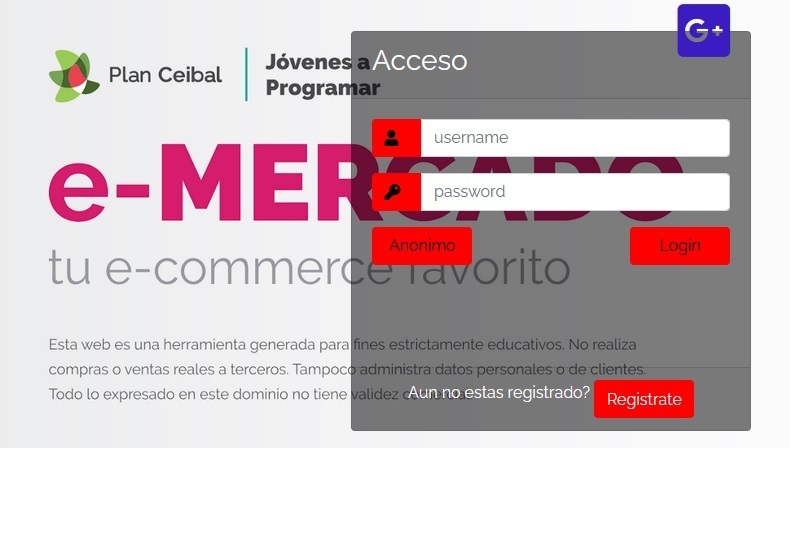 G+
Plan Ceibal
Jóvenes a
Programar
Acceso
username
e-MERCADO
password
Anonimo
Login
tu e-commerce favorito
Esta web es una herramienta generada para fines estrictamente educativos. No realiza
compras o ventas reales a terceros. Tampoco administra datos personales o de clientes.
Todo lo expresado en este dominio no tiene validez
Aun no estas registrado?
Registrate